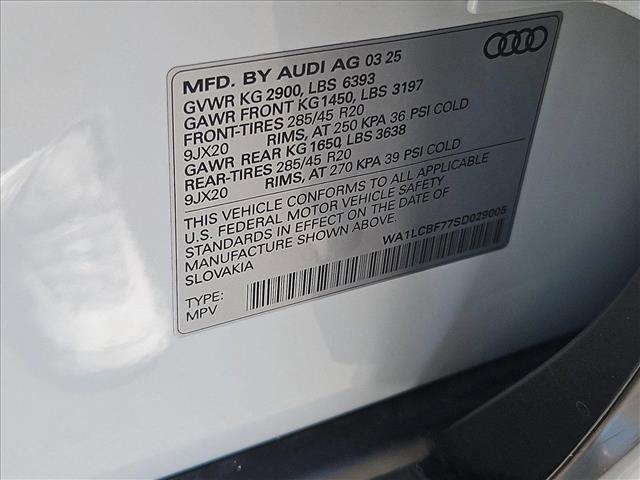 MFD. BY AUDI AG 03 25
GVWR KG 2900, LBS 6393
GAWR FRONT KG1450, LBS 3197
FRONT-TIRES 285/45 R20
9JX20 RIMS, AT 250 KPA 36 PSI COLD
GAWR REAR KG 1650, LBS 3638
REAR-TIRES 285/45 R20
9JX20 RIMS, AT 270 KPA 39 PSI COLD
THIS VEHICLE CONFORMS TO ALL APPLICABLE
U.S. FEDERAL MOTOR VEHICLE SAFETY
STANDARDS IN EFFECT ON THE DATE OF
MANUFACTURE SHOWN ABOVE.
SLOVAKIA
WA1LCBF77SD029005
TYPE:
MPV